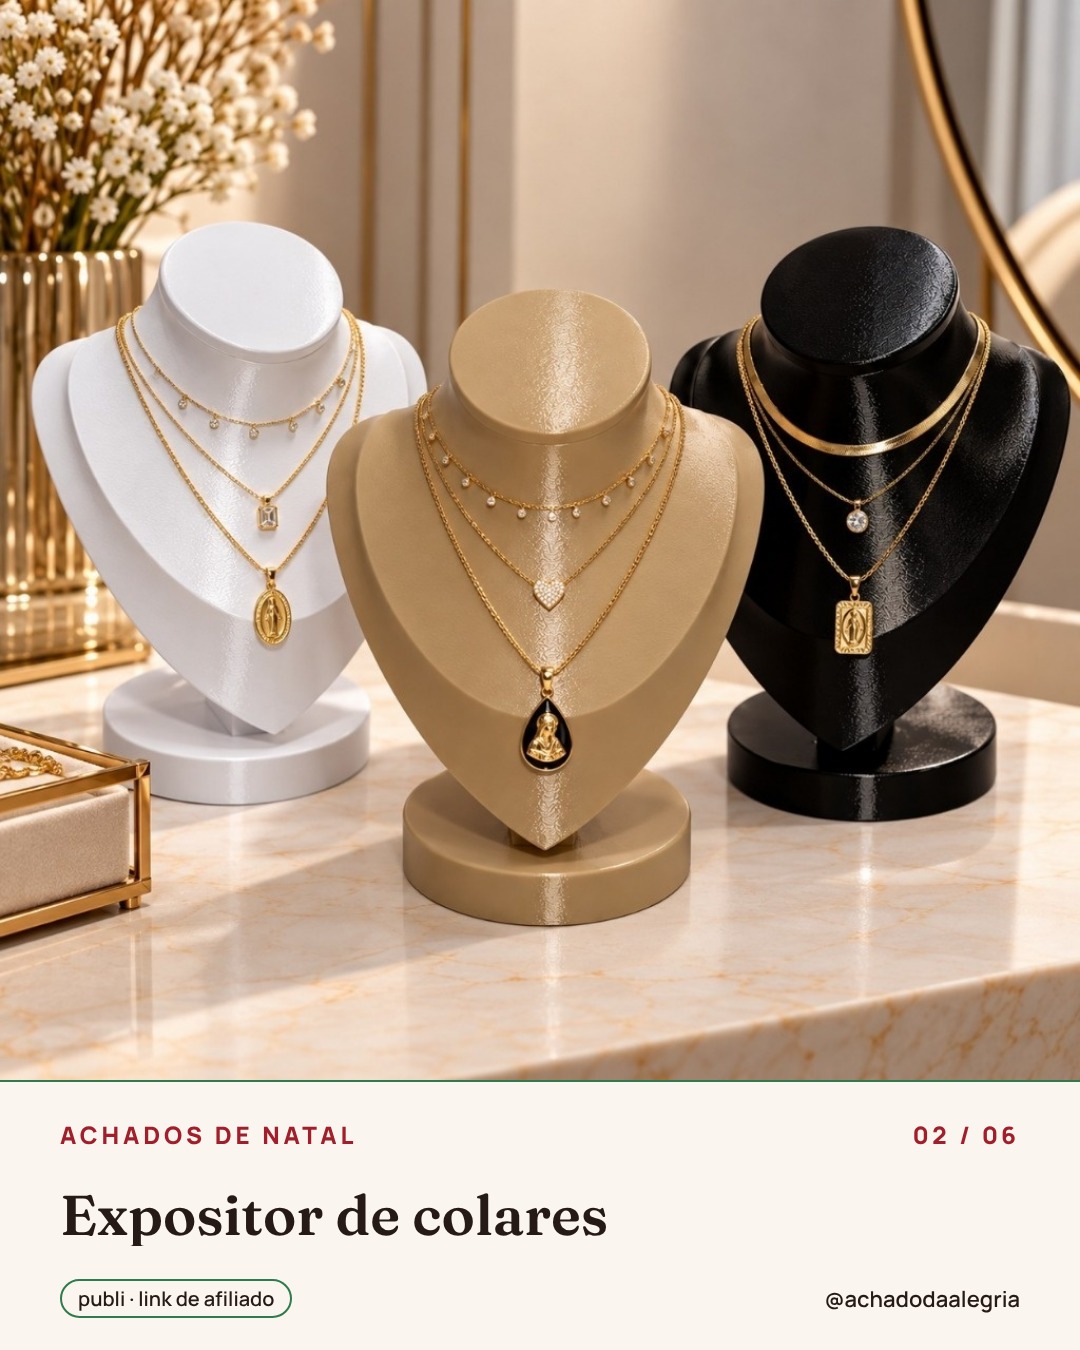 ACHADOS DE NATAL
02 / 06
Expositor de colares
publi · link de afiliado
@achadodaalegria